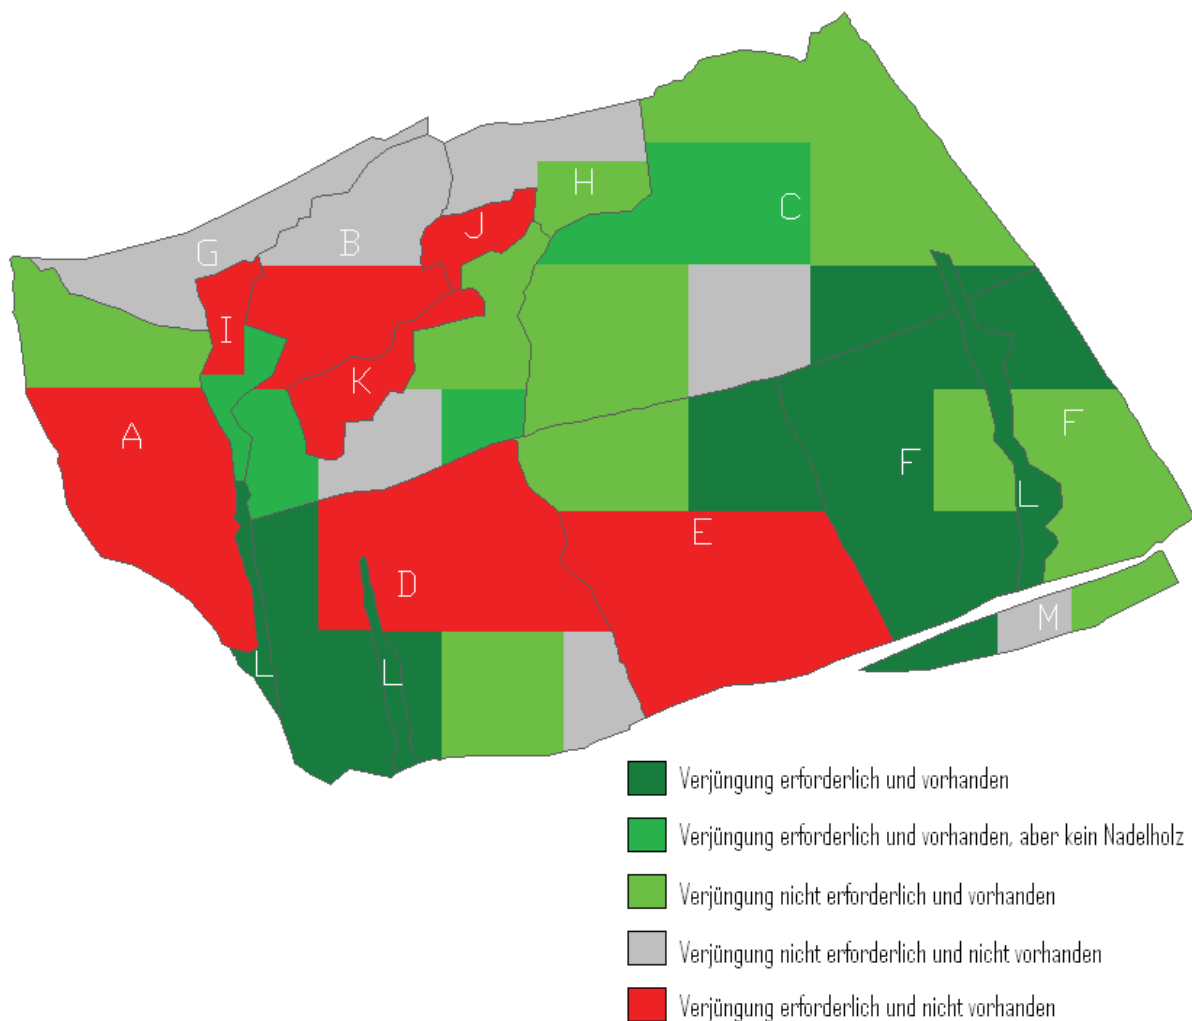 H
C
J
G
B
I
K
A
F
F
L
E
D
M
L
L
Verjüngung erforderlich und vorhanden
Verjüngung erforderlich und vorhanden, aber kein Nadelholz
Verjüngung nicht erforderlich und vorhanden
Verjüngung nicht erforderlich und nicht vorhanden
Verjüngung erforderlich und nicht vorhanden